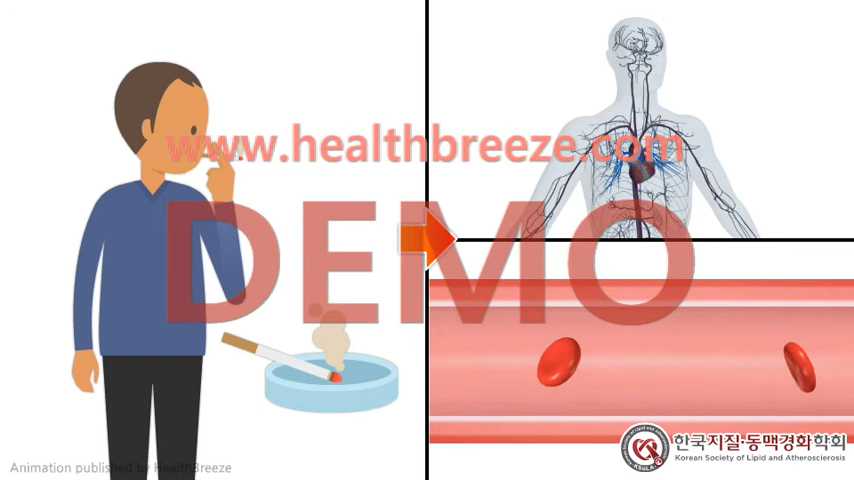 www.healthbreeze.com
DEMO
한국지질·동맥경화학회
Korean Society of Lipid and Atherosclerosis
KSoLA
Animation published by HealthBreeze